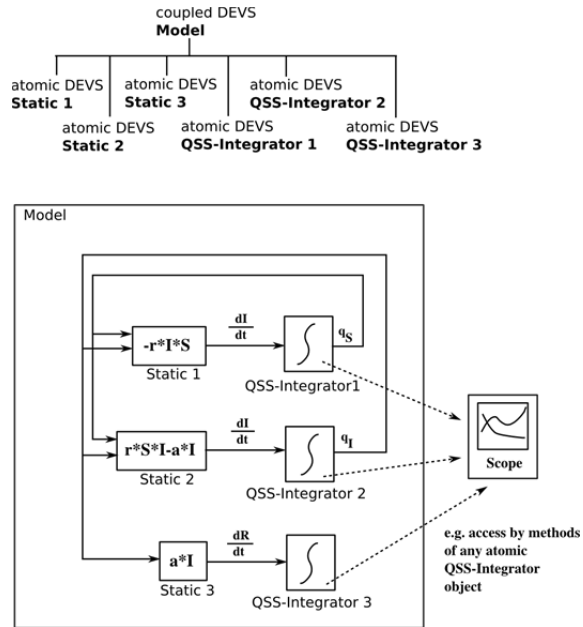 coupled DEVS
Model
atomic DEVS
Static 1
atomic DEVS
Static 3
atomic DEVS
QSS-Integrator 2
atomic DEVS
Static 2
atomic DEVS
QSS-Integrator 1
atomic DEVS
QSS-Integrator 3
Model
-r*I*S
Static 1
dI
dt
QSS-Integrator1
q_S
r*S*I-a*I
Static 2
dI
dt
QSS-Integrator 2
q_I
Scope
a*I
Static 3
dR
dt
QSS-Integrator 3
e.g. access by methods
of any atomic
QSS-Integrator
object